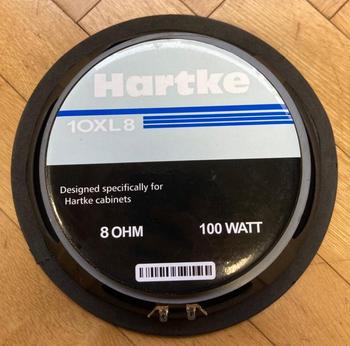 Hartke
10XL8
Designed specifically for
Hartke cabinets
8 OHM 100 WATT